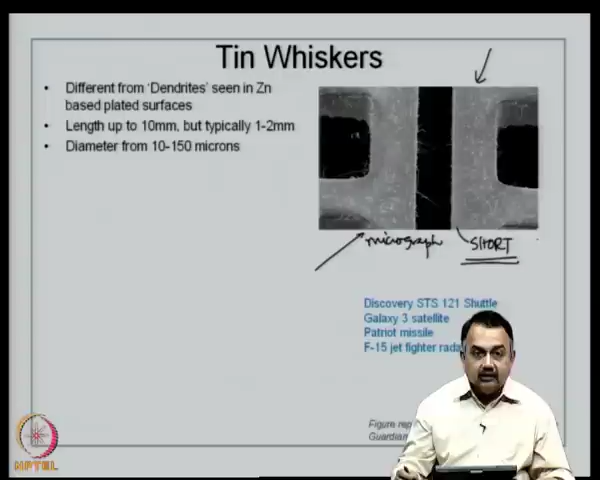 Tin Whiskers
• Different from 'Dendrites' seen in Zn
based plated surfaces
• Length up to 10mm, but typically 1-2mm
• Diameter from 10-150 microns
micrograph
SHORT
Discovery STS 121 Shuttle
Galaxy 3 satellite
Patriot missile
F-15 jet fighter
Figure
Guardian
NPTEL